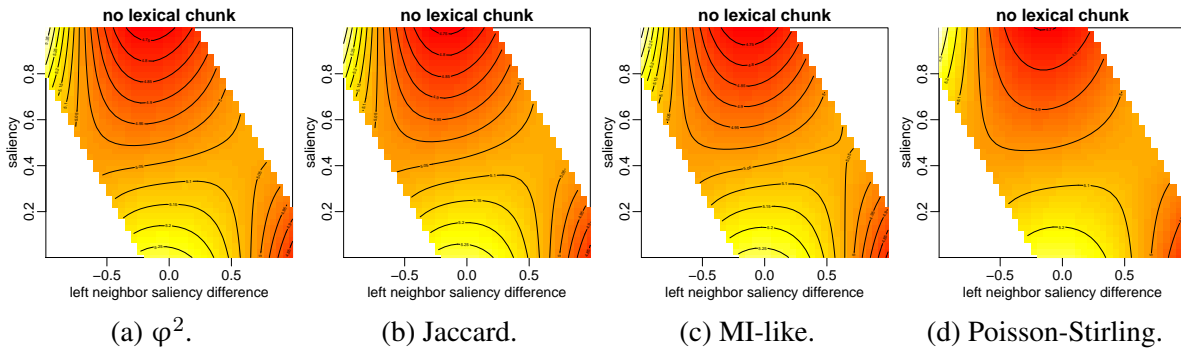 no lexical chunk no lexical chunk no lexical chunk no lexical chunk
saliency saliency saliency saliency
0.8 0.8 0.8 0.8
0.6 0.6 0.6 0.6
0.4 0.4 0.4 0.4
0.2 0.2 0.2 0.2
−0.5 0.0 0.5 −0.5 0.0 0.5 −0.5 0.0 0.5 −0.5 0.0 0.5
left neighbor saliency difference left neighbor saliency difference left neighbor saliency difference left neighbor saliency difference
(a) φ². (b) Jaccard. (c) MI-like. (d) Poisson-Stirling.